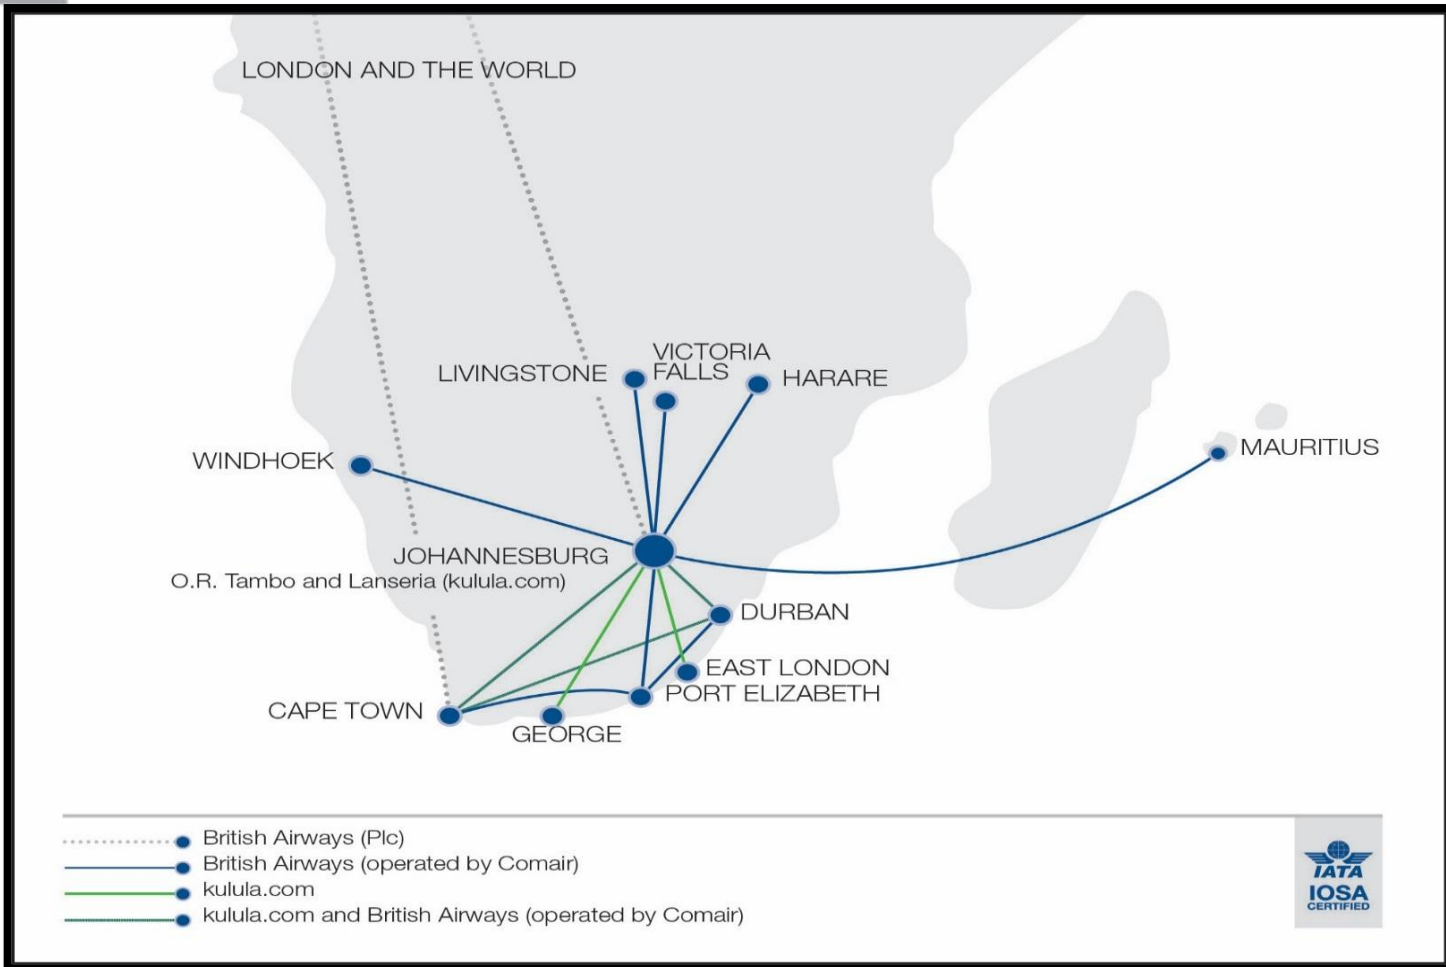 LONDON AND THE WORLD
VICTORIA
FALLS
LIVINGSTONE
HARARE
WINDHOEK
MAURITIUS
JOHANNESBURG
O.R. Tambo and Lanseria (kulula.com)
DURBAN
EAST LONDON
PORT ELIZABETH
CAPE TOWN
GEORGE
British Airways (Plc)
British Airways (operated by Comair)
kulula.com
kulula.com and British Airways (operated by Comair)
IATA
IOSA
CERTIFIED